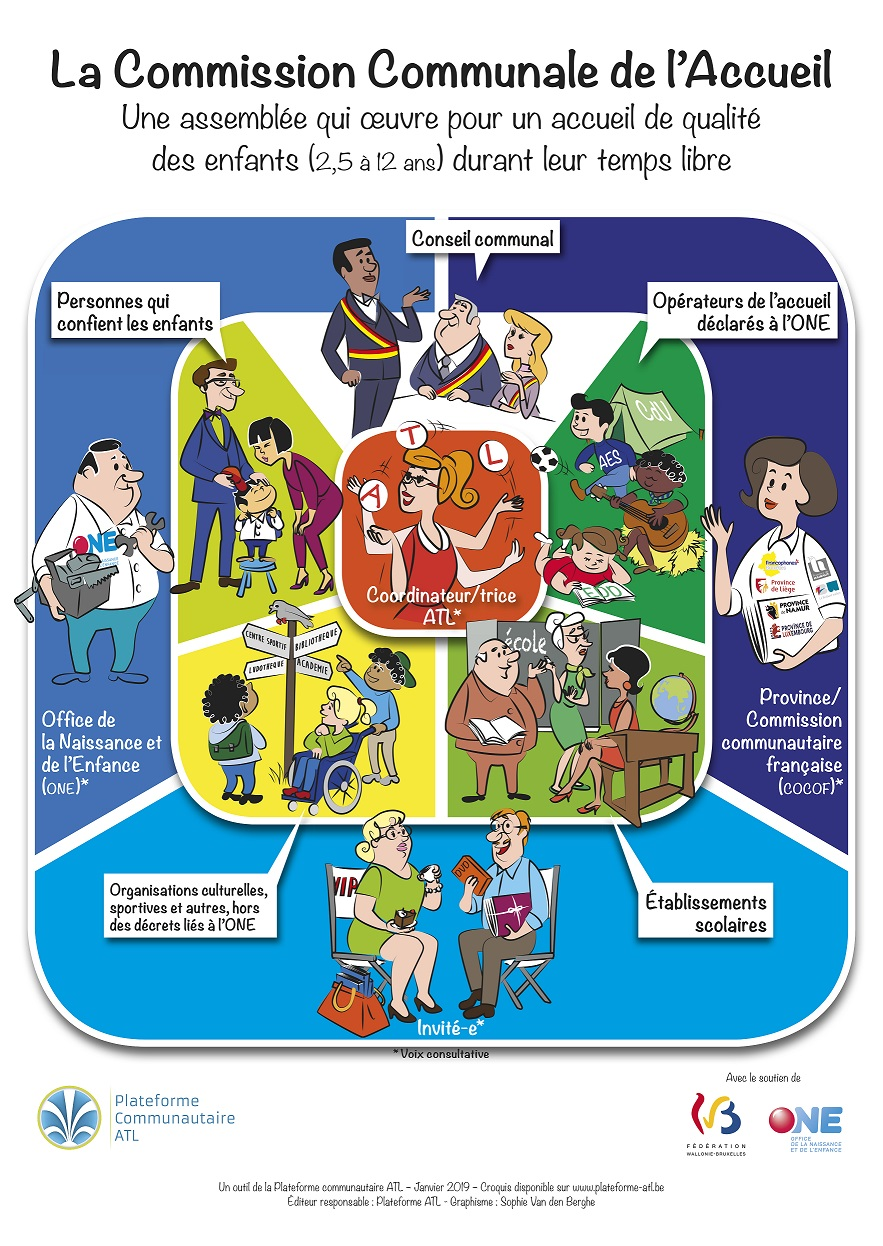 La Commission Communale de l'Accueil
Une assemblée qui œuvre pour un accueil de qualité
des enfants (2,5 à 12 ans) durant leur temps libre
Conseil communal
Personnes qui
confient les enfants
Opérateurs de l'accueil
déclarés à l'ONE
CdV
AES
EDD
A
T
L
Coordinateur/trice
ATL*
ONE
Francophones
Province
de Liège
PROVINCE
DE NAMUR
PROVINCE DE
LUXEMBOURG
CENTRE SPORTIF
BIBLIOTHEQUE
LUDOTHEQUE
ACADEMIE
école
Office de
la Naissance et
de l'Enfance
(ONE)*
Province/
Commission
communautaire
française
(COCOF)*
Organisations culturelles,
sportives et autres, hors
des décrets liés à l'ONE
Établissements
scolaires
VIP
DUO
Invité-e*
* Voix consultative
Plateforme
Communautaire
ATL
Avec le soutien de
FÉDÉRATION
WALLONIE-BRUXELLES
ONE
OFFICE
DE LA NAISSANCE
ET DE L'ENFANCE
Un outil de la Plateforme communautaire ATL – Janvier 2019 – Croquis disponible sur www.plateforme-atl.be
Éditeur responsable : Plateforme ATL - Graphisme : Sophie Van den Berghe